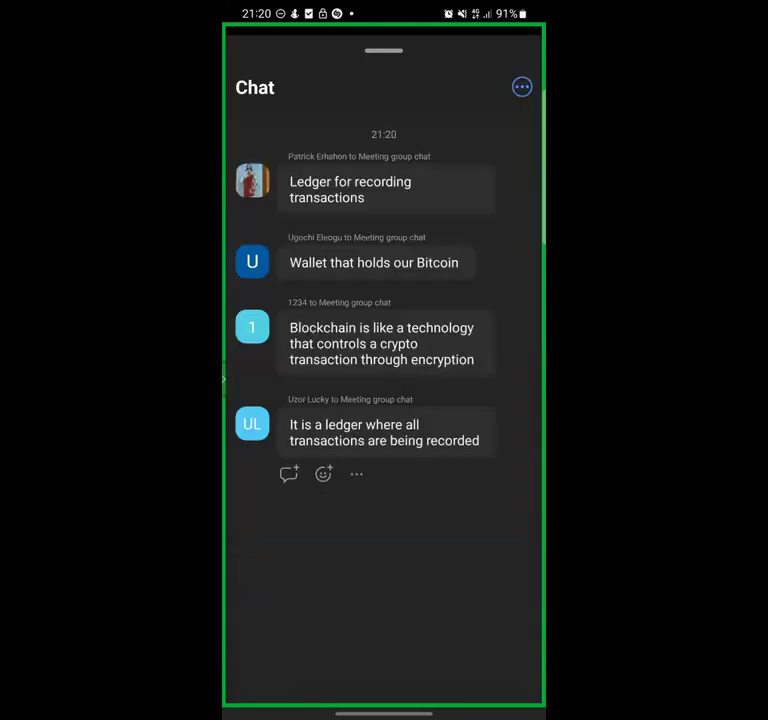 21:20
91%
Chat
21:20
Patrick Erhahon to Meeting group chat
Ledger for recording
transactions
Ugochi Eleogu to Meeting group chat
U
Wallet that holds our Bitcoin
1234 to Meeting group chat
1
Blockchain is like a technology
that controls a crypto
transaction through encryption
Uzor Lucky to Meeting group chat
UL
It is a ledger where all
transactions are being recorded